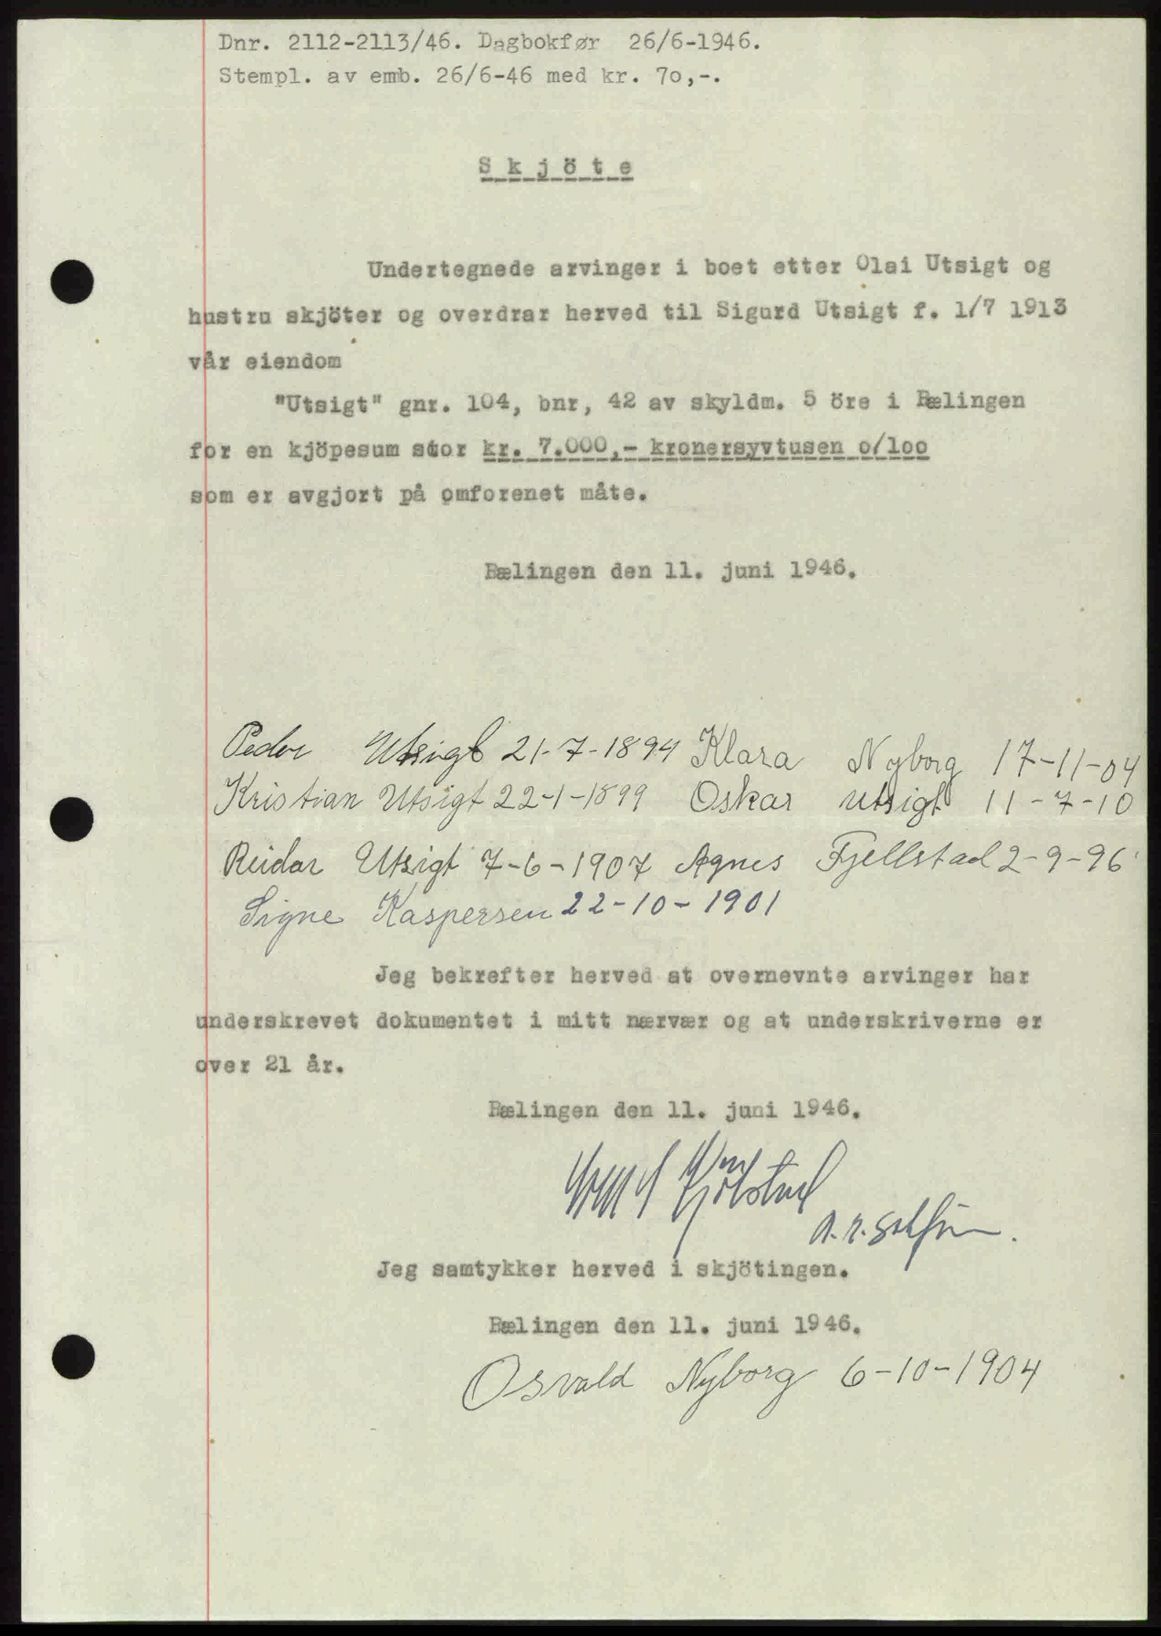 Dnr. 2112-2113/46. Dagbokfør 26/6-1946.
Stempl. av emb. 26/6-46 med kr. 7o,-.
Skjöte
Undertegnede arvinger i boet etter Olai Utsigt og
hustru skjöter og overdrar herved til Sigurd Utsigt f. 1/7 1913
vår eiendom
"Utsigt" gnr. 104, bnr, 42 av skyldm. 5 öre i Rælingen
for en kjöpesum stor kr. 7.000,- kronersyvtusen o/loo
som er avgjort på omforenet måte.
Rælingen den 11. juni 1946.
Peder Utsigt 21-7-1894 Klara Nyborg 17-11-04
Kristian Utsigt 22-1-1899 Oskar Utsigt 11-7-10
Reidar Utsigt 7-6-1907 Agnes Fjellstad 2-9-96
Signe Kaspersen 22-10-1901
Jeg bekrefter herved at overnevnte arvinger har
underskrevet dokumentet i mitt nærvær og at underskriverne er
over 21 år.
Rælingen den 11. juni 1946.
Jeg samtykker herved i skjötingen.
Rælingen den 11. juni 1946.
Osvald Nyborg 6-10-1904